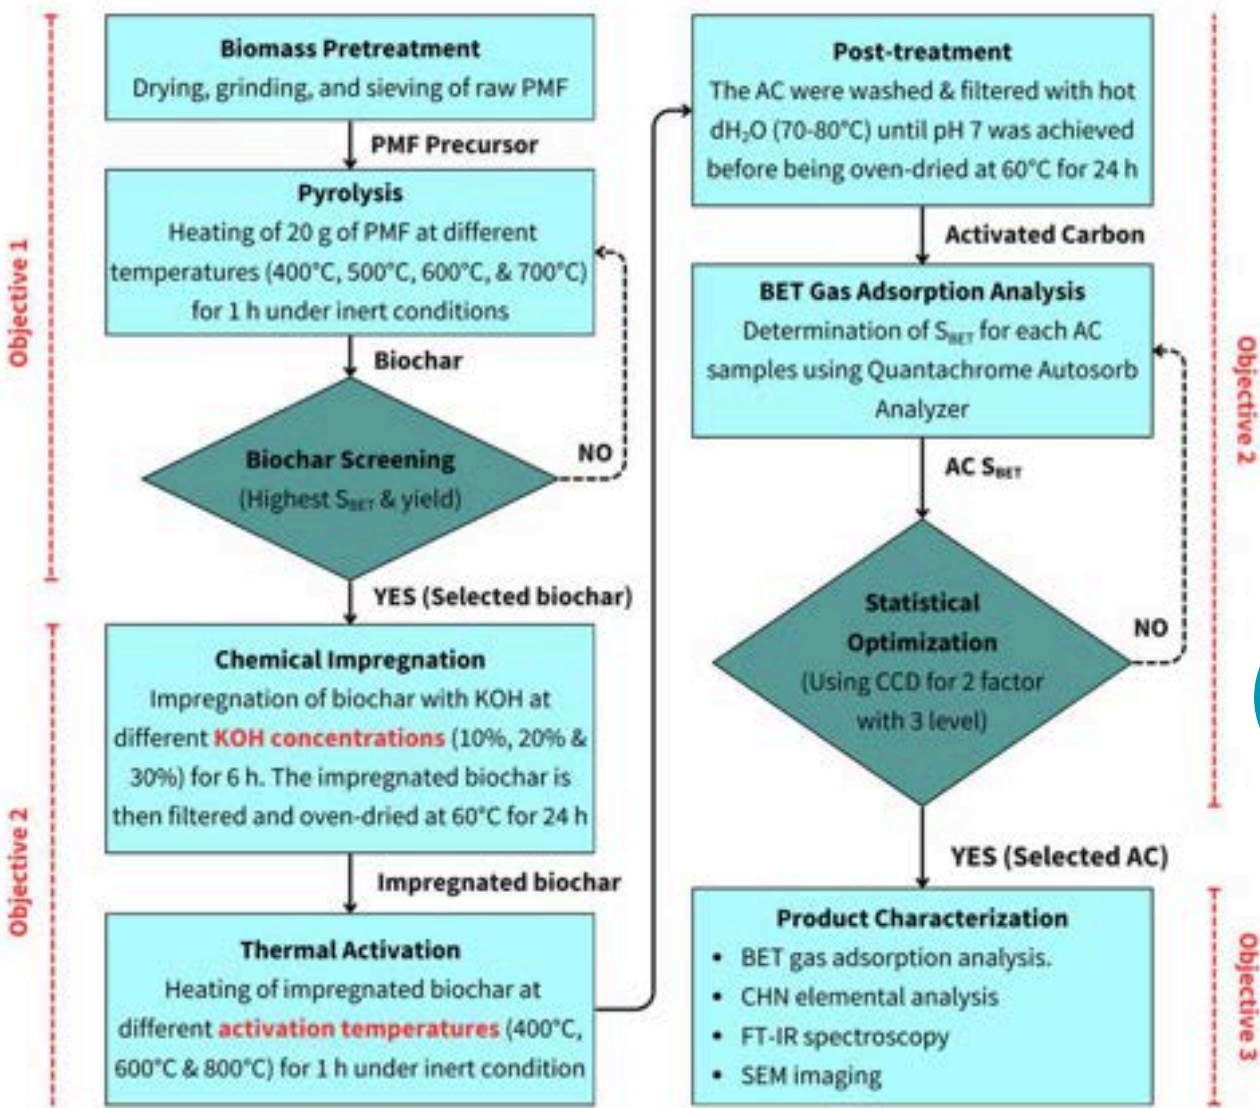 Objective 1
Biomass Pretreatment
Drying, grinding, and sieving of raw PMF
PMF Precursor
Pyrolysis
Heating of 20 g of PMF at different
temperatures (400°C, 500°C, 600°C, & 700°C)
for 1 h under inert conditions
Biochar
NO
Biochar Screening
(Highest S_BET & yield)
YES (Selected biochar)
Objective 2
Chemical Impregnation
Impregnation of biochar with KOH at
different KOH concentrations (10%, 20% &
30%) for 6 h. The impregnated biochar is
then filtered and oven-dried at 60°C for 24 h
Impregnated biochar
Thermal Activation
Heating of impregnated biochar at
different activation temperatures (400°C,
600°C & 800°C) for 1 h under inert condition
Post-treatment
The AC were washed & filtered with hot
dH₂O (70-80°C) until pH 7 was achieved
before being oven-dried at 60°C for 24 h
Activated Carbon
BET Gas Adsorption Analysis
Determination of S_BET for each AC
samples using Quantachrome Autosorb
Analyzer
Objective 2
AC S_BET
Statistical
Optimization
(Using CCD for 2 factor
with 3 level)
NO
YES (Selected AC)
Product Characterization
• BET gas adsorption analysis.
• CHN elemental analysis
• FT-IR spectroscopy
• SEM imaging
Objective 3